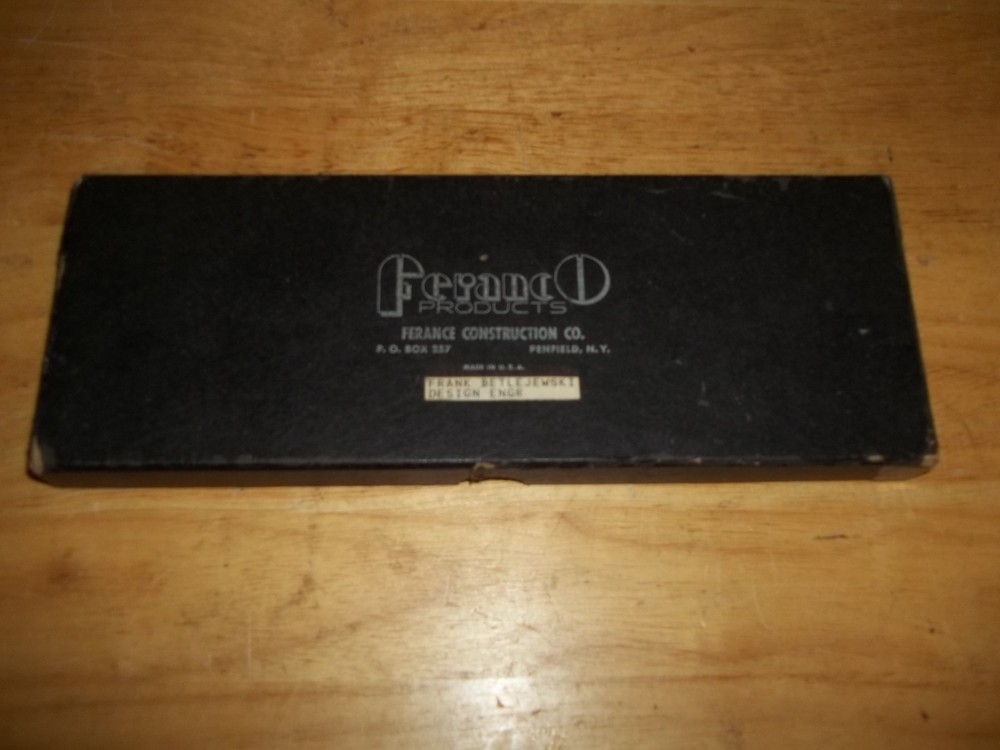 FerancO
PRODUCTS
FERANCE CONSTRUCTION CO.
P. O. BOX 257 PENFIELD, N.Y.
MADE IN U.S.A.
FRANK BETLEJEWSKI
DESIGN ENGR